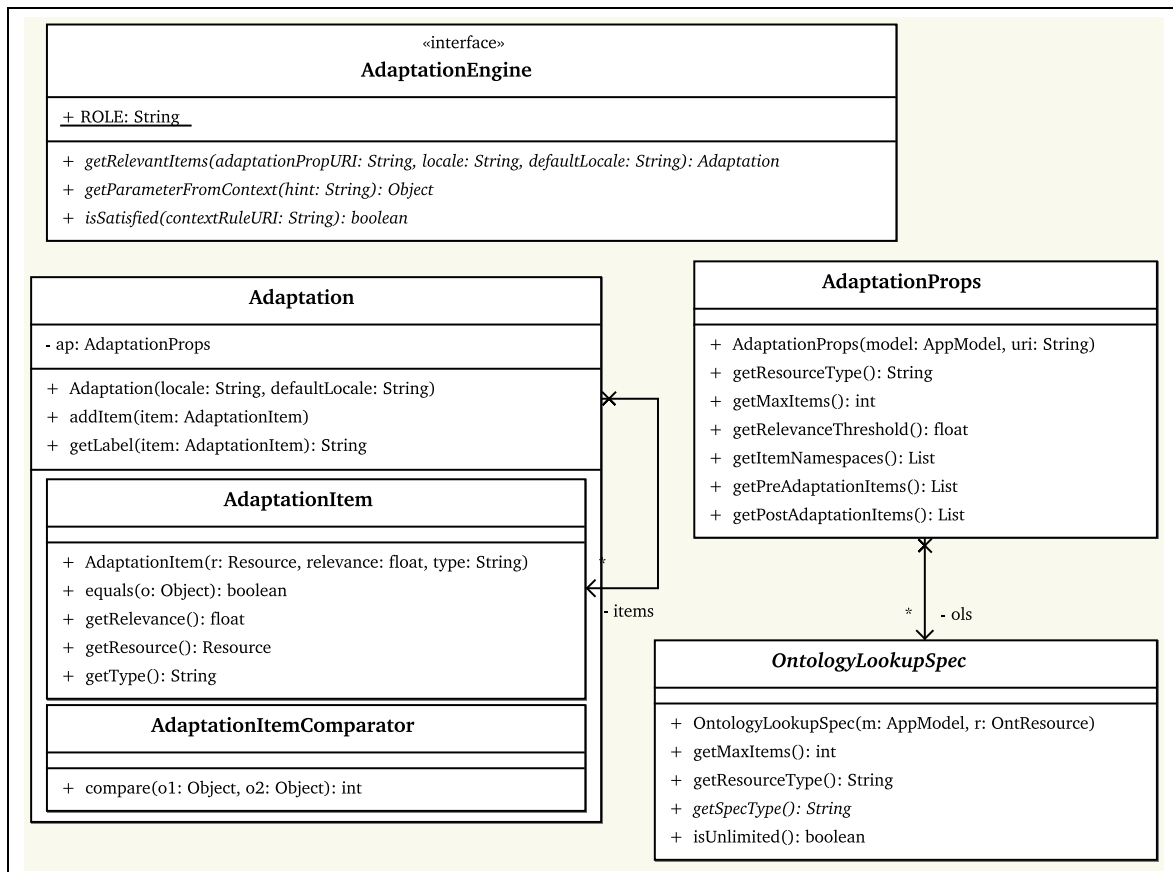 «interface»
AdaptationEngine
+ ROLE: String
+ getRelevantItems(adaptationPropURI: String, locale: String, defaultLocale: String): Adaptation
+ getParameterFromContext(hint: String): Object
+ isSatisfied(contextRuleURI: String): boolean
Adaptation
- ap: AdaptationProps
+ Adaptation(locale: String, defaultLocale: String)
+ addItem(item: AdaptationItem)
+ getLabel(item: AdaptationItem): String
AdaptationItem
+ AdaptationItem(r: Resource, relevance: float, type: String)
+ equals(o: Object): boolean
+ getRelevance(): float
+ getResource(): Resource
+ getType(): String
AdaptationItemComparator
+ compare(o1: Object, o2: Object): int
*
- items
AdaptationProps
+ AdaptationProps(model: AppModel, uri: String)
+ getResourceType(): String
+ getMaxItems(): int
+ getRelevanceThreshold(): float
+ getItemNamespaces(): List
+ getPreAdaptationItems(): List
+ getPostAdaptationItems(): List
* - ols
OntologyLookupSpec
+ OntologyLookupSpec(m: AppModel, r: OntResource)
+ getMaxItems(): int
+ getResourceType(): String
+ getSpecType(): String
+ isUnlimited(): boolean